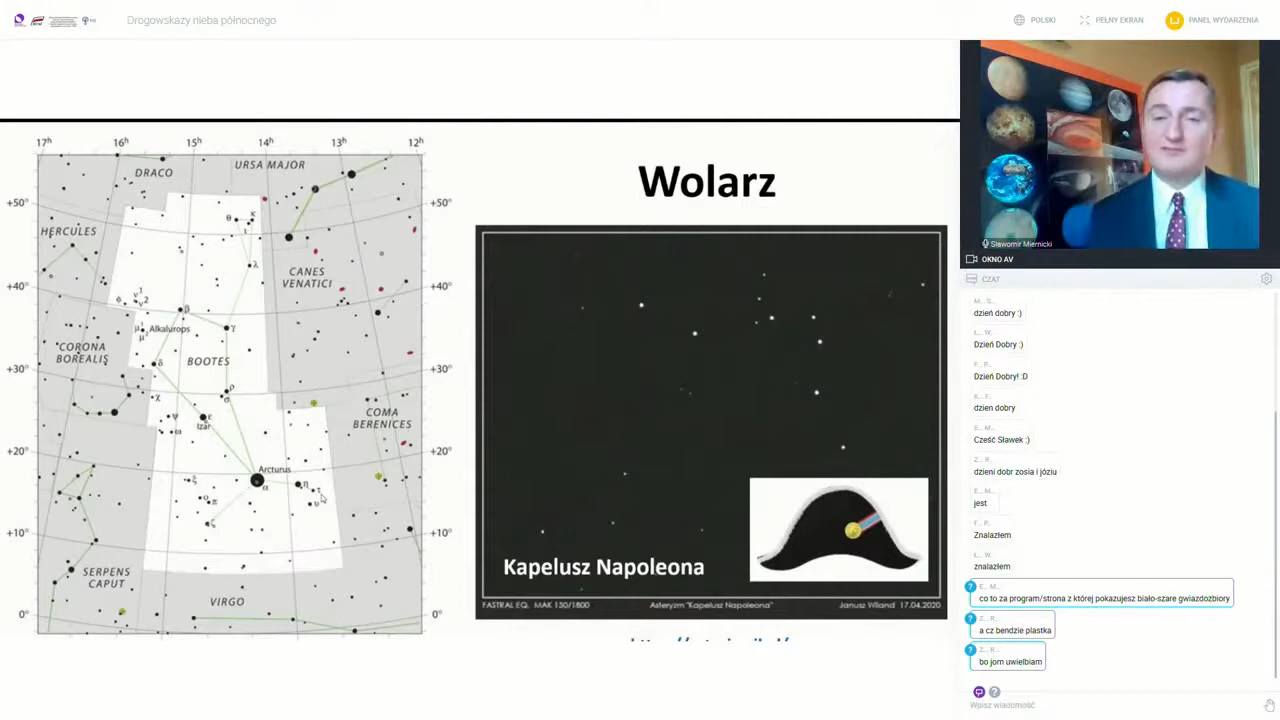 Drogowskazy nieba północnego
POLSKI
PEŁNY EKRAN
PANEL WYDARZENIA
17h 16h 15h 14h 13h 12h
URSA MAJOR
DRACO
+50° +50°
HERCULES
θ κ
ι
λ
CANES
VENATICI
+40° +40°
φ ν1 ν2
β
μ1 Alkalurops
μ2
γ
CORONA
BOREALIS
BOOTES
δ
+30° +30°
χ
ρ
σ
ψ ε
ω Izar
COMA
BERENICES
+20° +20°
Arcturus
ξ α η τ
ο π υ
ζ
+10° +10°
SERPENS
CAPUT
VIRGO
0° 0°
Wolarz
Kapelusz Napoleona
FASTRAL EQ. MAK 150/1800 Asteryzm "Kapelusz Napoleona" Janusz Wiland 17.04.2020
Sławomir Miernicki
OKNO AV
CZAT
M... S...
dzień dobry :)
Ł... W...
Dzień Dobry :)
F... P...
Dzień Dobry! :D
K... F...
dzien dobry
E... M...
Cześć Sławek :)
Z... R...
dzieni dobr zosia i józiu
E... M...
jest
F... P...
Znalazłem
Ł... W...
znalazłem
E... M...
co to za program/strona z której pokazujesz biało-szare gwiazdozbiory
Z... R...
a cz bendzie plastka
Z... R...
bo jom uwielbiam
Wpisz wiadomość